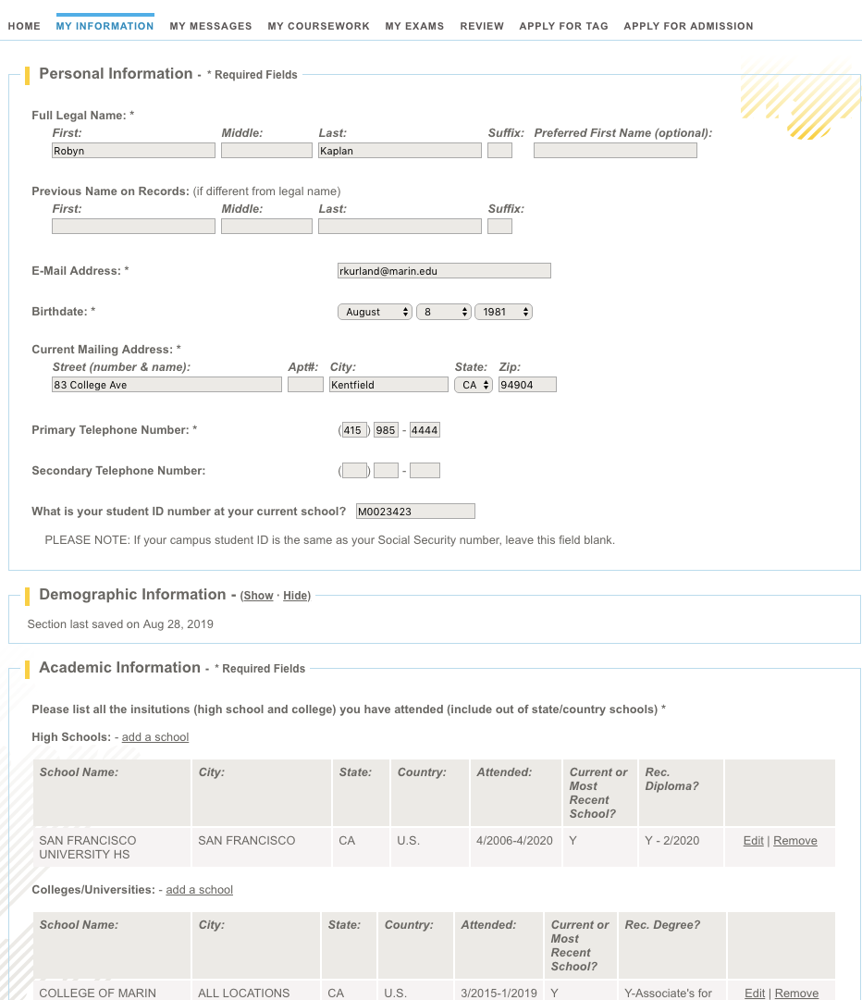 HOME MY INFORMATION MY MESSAGES MY COURSEWORK MY EXAMS REVIEW APPLY FOR TAG APPLY FOR ADMISSION
Personal Information - * Required Fields
Full Legal Name: *
First: Middle: Last: Suffix: Preferred First Name (optional):
Robyn Kaplan
Previous Name on Records: (if different from legal name)
First: Middle: Last: Suffix:
E-Mail Address: * rkurland@marin.edu
Birthdate: * August 8 1981
Current Mailing Address: *
Street (number & name): Apt#: City: State: Zip:
83 College Ave Kentfield CA 94904
Primary Telephone Number: * (415) 985 - 4444
Secondary Telephone Number: ( ) -
What is your student ID number at your current school? M0023423
PLEASE NOTE: If your campus student ID is the same as your Social Security number, leave this field blank.
Demographic Information - (Show · Hide)
Section last saved on Aug 28, 2019
Academic Information - * Required Fields
Please list all the insitutions (high school and college) you have attended (include out of state/country schools) *
High Schools: - add a school
School Name: City: State: Country: Attended: Current or Most Recent School? Rec. Diploma?
SAN FRANCISCO UNIVERSITY HS SAN FRANCISCO CA U.S. 4/2006-4/2020 Y Y - 2/2020 Edit | Remove
Colleges/Universities: - add a school
School Name: City: State: Country: Attended: Current or Most Recent School? Rec. Degree?
COLLEGE OF MARIN ALL LOCATIONS CA U.S. 3/2015-1/2019 Y Y-Associate's for Edit | Remove